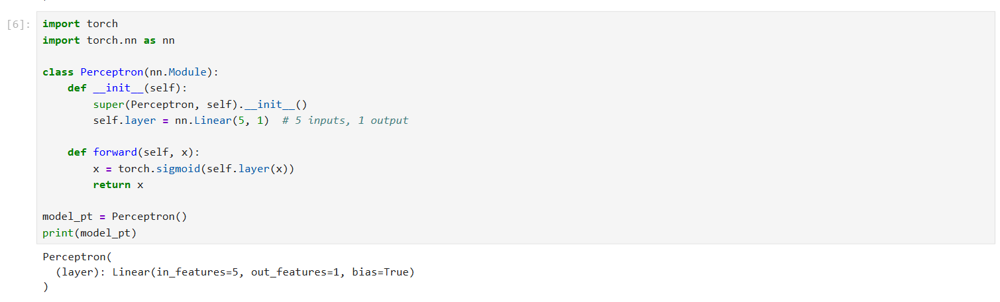 [6]:
import torch
import torch.nn as nn
class Perceptron(nn.Module):
    def __init__(self):
        super(Perceptron, self).__init__()
        self.layer = nn.Linear(5, 1)  # 5 inputs, 1 output
    def forward(self, x):
        x = torch.sigmoid(self.layer(x))
        return x
model_pt = Perceptron()
print(model_pt)
Perceptron(
  (layer): Linear(in_features=5, out_features=1, bias=True)
)